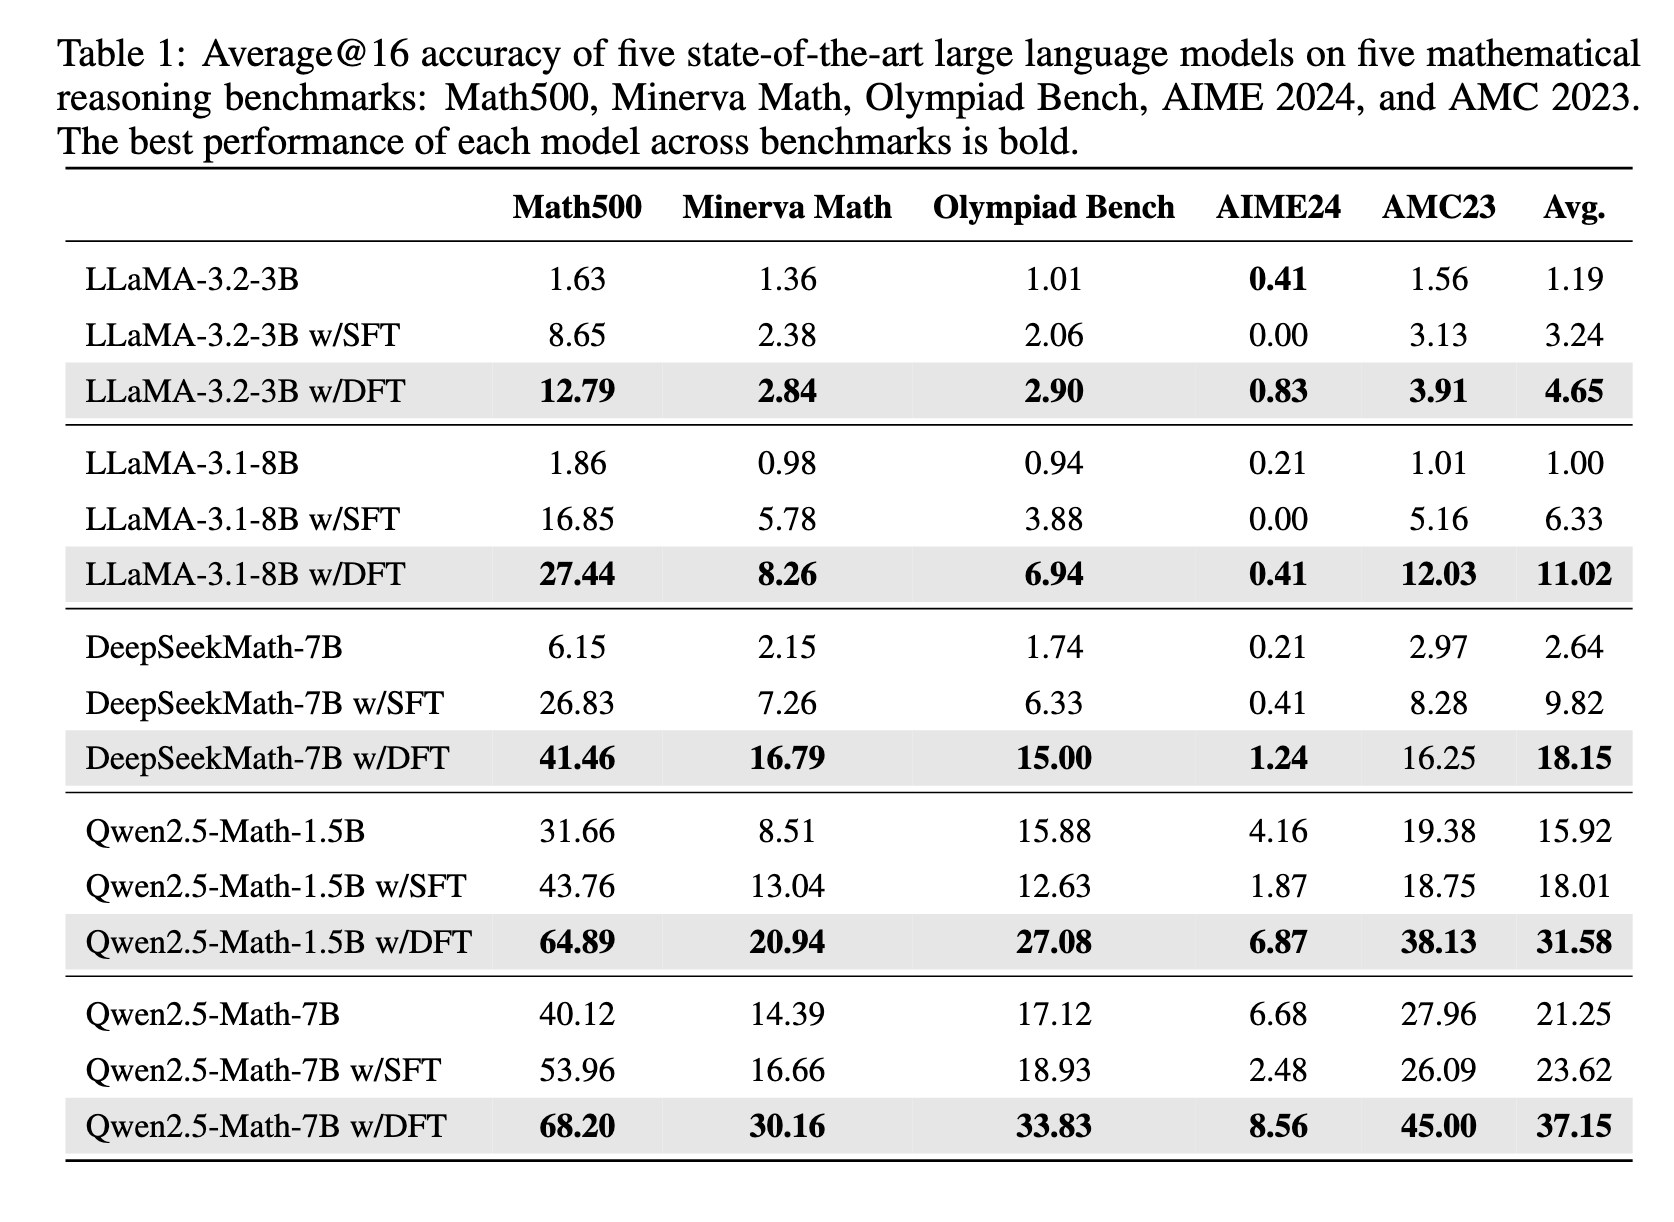 Table 1: Average@16 accuracy of five state-of-the-art large language models on five mathematical
reasoning benchmarks: Math500, Minerva Math, Olympiad Bench, AIME 2024, and AMC 2023.
The best performance of each model across benchmarks is bold.
Math500 Minerva Math Olympiad Bench AIME24 AMC23 Avg.
LLaMA-3.2-3B 1.63 1.36 1.01 0.41 1.56 1.19
LLaMA-3.2-3B w/SFT 8.65 2.38 2.06 0.00 3.13 3.24
LLaMA-3.2-3B w/DFT 12.79 2.84 2.90 0.83 3.91 4.65
LLaMA-3.1-8B 1.86 0.98 0.94 0.21 1.01 1.00
LLaMA-3.1-8B w/SFT 16.85 5.78 3.88 0.00 5.16 6.33
LLaMA-3.1-8B w/DFT 27.44 8.26 6.94 0.41 12.03 11.02
DeepSeekMath-7B 6.15 2.15 1.74 0.21 2.97 2.64
DeepSeekMath-7B w/SFT 26.83 7.26 6.33 0.41 8.28 9.82
DeepSeekMath-7B w/DFT 41.46 16.79 15.00 1.24 16.25 18.15
Qwen2.5-Math-1.5B 31.66 8.51 15.88 4.16 19.38 15.92
Qwen2.5-Math-1.5B w/SFT 43.76 13.04 12.63 1.87 18.75 18.01
Qwen2.5-Math-1.5B w/DFT 64.89 20.94 27.08 6.87 38.13 31.58
Qwen2.5-Math-7B 40.12 14.39 17.12 6.68 27.96 21.25
Qwen2.5-Math-7B w/SFT 53.96 16.66 18.93 2.48 26.09 23.62
Qwen2.5-Math-7B w/DFT 68.20 30.16 33.83 8.56 45.00 37.15